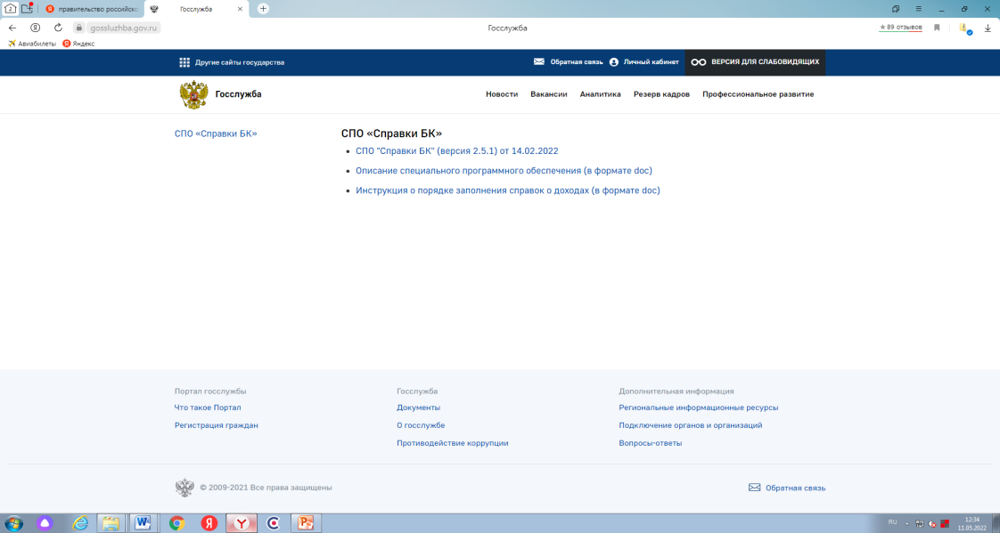 2
правительство российско
Госслужба
gossluzhba.gov.ru
Госслужба
★ 89 отзывов
Авиабилеты
Яндекс
Другие сайты государства
Обратная связь
Личный кабинет
ВЕРСИЯ ДЛЯ СЛАБОВИДЯЩИХ
Госслужба
Новости
Вакансии
Аналитика
Резерв кадров
Профессиональное развитие
СПО «Справки БК»
СПО «Справки БК»
СПО "Справки БК" (версия 2.5.1) от 14.02.2022
Описание специального программного обеспечения (в формате doc)
Инструкция о порядке заполнения справок о доходах (в формате doc)
Портал госслужбы
Что такое Портал
Регистрация граждан
Госслужба
Документы
О госслужбе
Противодействие коррупции
Дополнительная информация
Региональные информационные ресурсы
Подключение органов и организаций
Вопросы-ответы
© 2009-2021 Все права защищены
Обратная связь
RU
12:34
11.05.2022